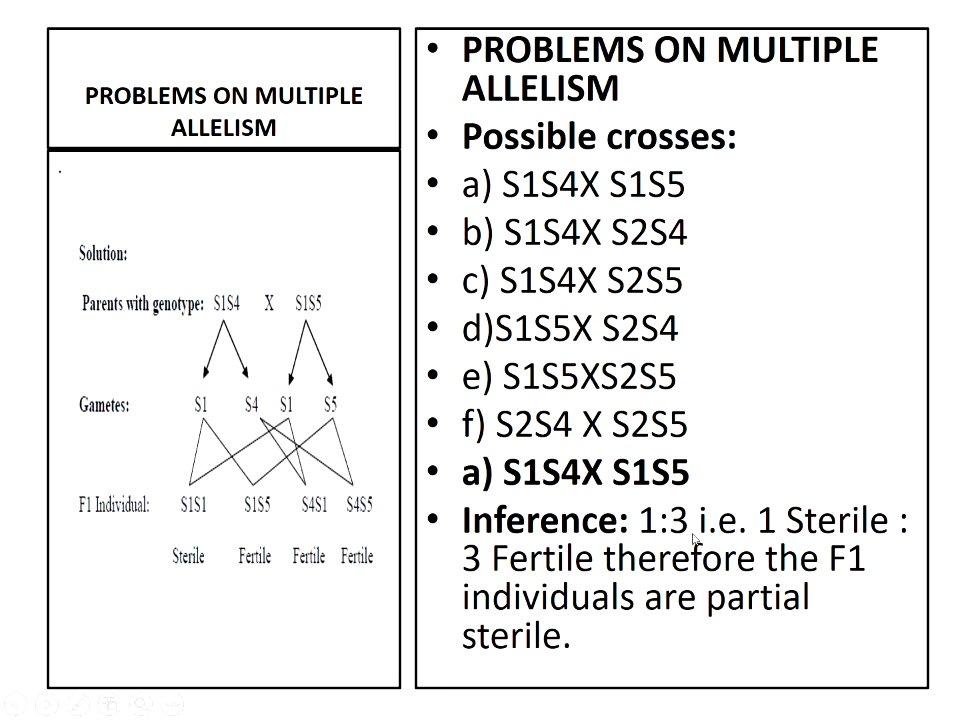 PROBLEMS ON MULTIPLE
ALLELISM
.
Solution:
Parents with genotype: S1S4 X S1S5
Gametes: S1 S4 S1 S5
F1 Individual: S1S1 S1S5 S4S1 S4S5
Sterile Fertile Fertile Fertile
• PROBLEMS ON MULTIPLE
ALLELISM
• Possible crosses:
• a) S1S4X S1S5
• b) S1S4X S2S4
• c) S1S4X S2S5
• d)S1S5X S2S4
• e) S1S5XS2S5
• f) S2S4 X S2S5
• a) S1S4X S1S5
• Inference: 1:3 i.e. 1 Sterile :
3 Fertile therefore the F1
individuals are partial
sterile.